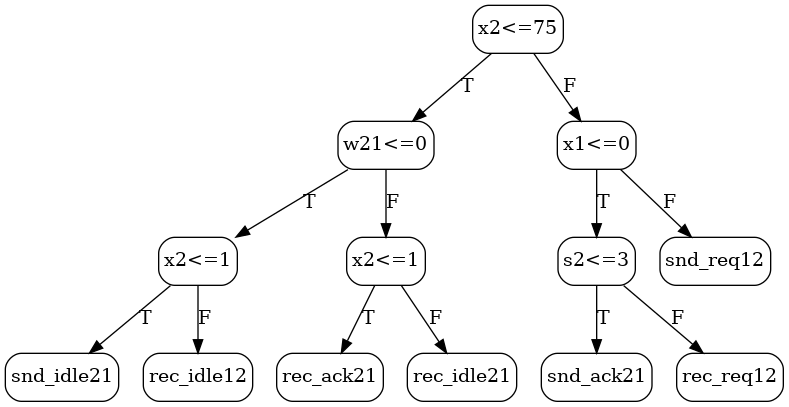 x2<=75
T
F
w21<=0
x1<=0
T
F
T
F
x2<=1
x2<=1
s2<=3
snd_req12
T
F
T
F
T
F
snd_idle21
rec_idle12
rec_ack21
rec_idle21
snd_ack21
rec_req12